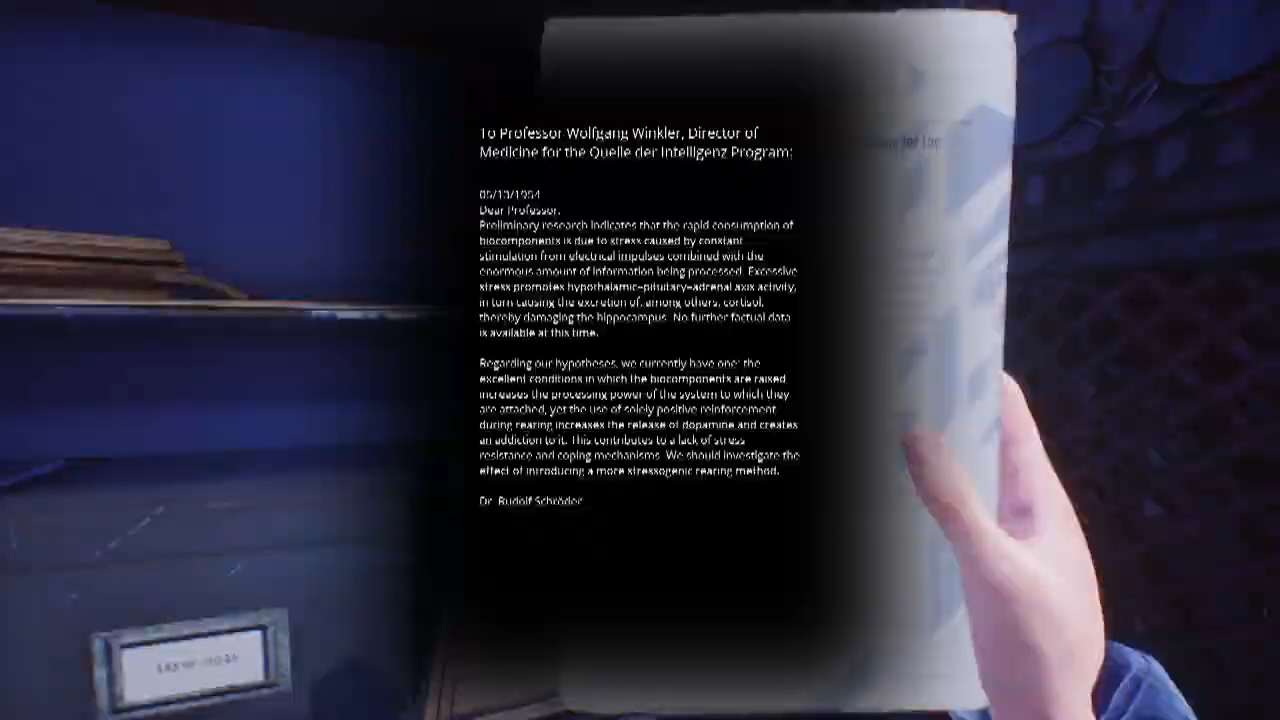 To Professor Wolfgang Winkler, Director of
Medicine for the Quelle der Intelligenz Program:
Dear Professor,
Preliminary research indicates that the rapid consumption of
biocomponents is due to stress caused by constant
stimulation from electrical impulses combined with the
enormous amount of information being processed. Excessive
stress promotes hypothalamic–pituitary–adrenal axis activity,
in turn causing the excretion of, among others, cortisol,
thereby damaging the hippocampus. No further factual data
is available at this time.
Regarding our hypotheses, we currently have one: the
excellent conditions in which the biocomponents are raised
increases the processing power of the system to which they
are attached, yet the use of solely positive reinforcement
during rearing increases the release of dopamine and creates
an addiction to it. This contributes to a lack of stress
resistance and coping mechanisms. We should investigate the
effect of introducing a more stressogenic rearing method.
Dr. Rudolf Schröder